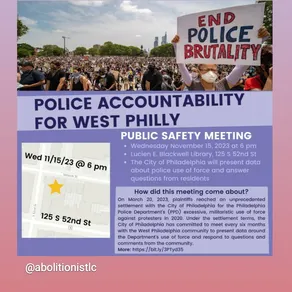 END
POLICE
BRUTALITY
POLICE ACCOUNTABILITY
FOR WEST PHILLY
PUBLIC SAFETY MEETING
Wednesday November 15, 2023 at 6 pm
Lucien E. Blackwell Library, 125 S 52nd St
The City of Philadelphia will present data
about police use of force and answer
questions from residents
Wed 11/15/23 @ 6 pm
125 S 52nd St
How did this meeting come about?
On March 20, 2023, plaintiffs reached an unprecedented
settlement with the City of Philadelphia for the Philadelphia
Police Department's (PPD) excessive, militaristic use of force
against protesters in 2020. Under the settlement terms, the
City of Philadelphia has committed to meet every six months
with the West Philadelphia community to present data around
the Department's use of force and respond to questions and
comments from the community.
@abolitionistlc